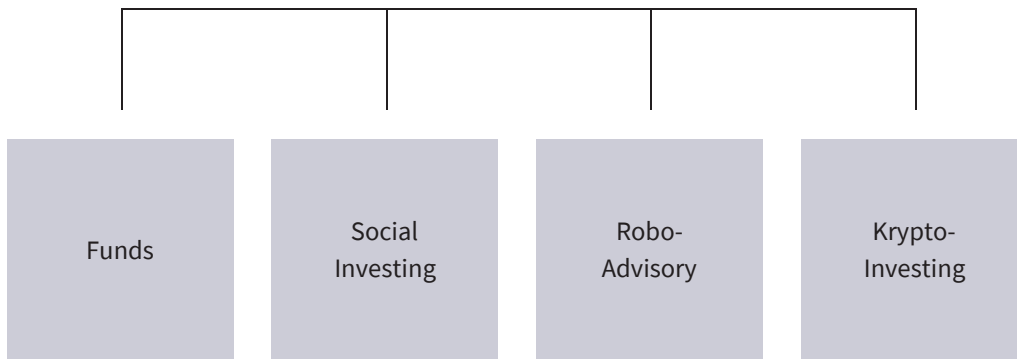 Funds
Social
Investing
Robo-
Advisory
Krypto-
Investing